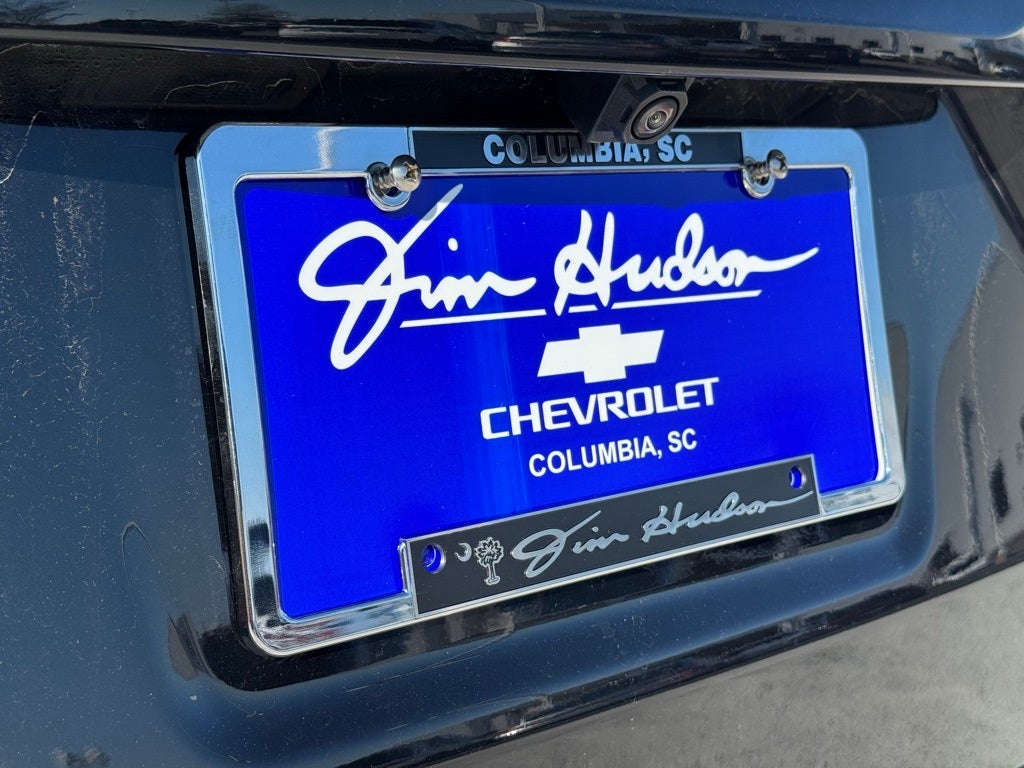 COLUMBIA, SC
Jim Hudson
CHEVROLET
COLUMBIA, SC
Jim Hudson